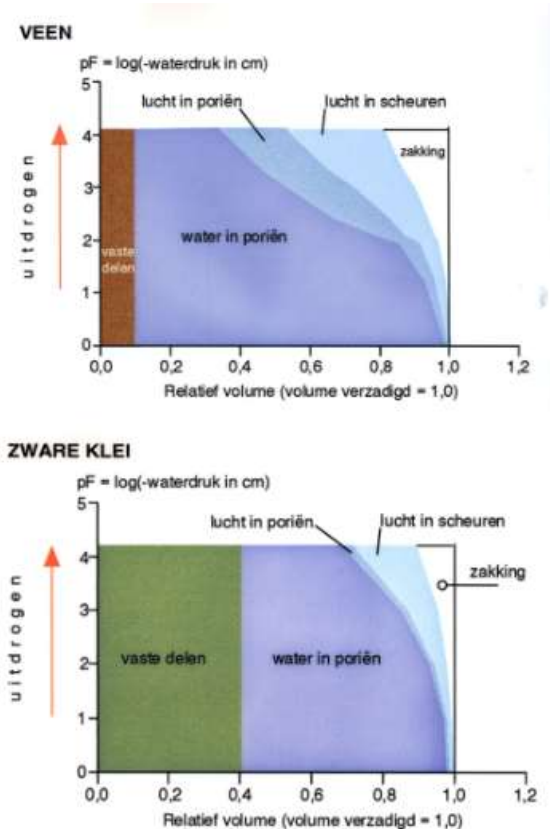 VEEN
pF = log(-waterdruk in cm)
5
lucht in poriën
lucht in scheuren
4
zakking
3
water in poriën
2
vaste
delen
1
0
uitdrogen
0,0 0,2 0,4 0,6 0,8 1,0 1,2
Relatief volume (volume verzadigd = 1,0)
ZWARE KLEI
pF = log(-waterdruk in cm)
5
lucht in poriën
lucht in scheuren
4
zakking
3
vaste delen
water in poriën
2
1
0
uitdrogen
0,0 0,2 0,4 0,6 0,8 1,0 1,2
Relatief volume (volume verzadigd = 1,0)